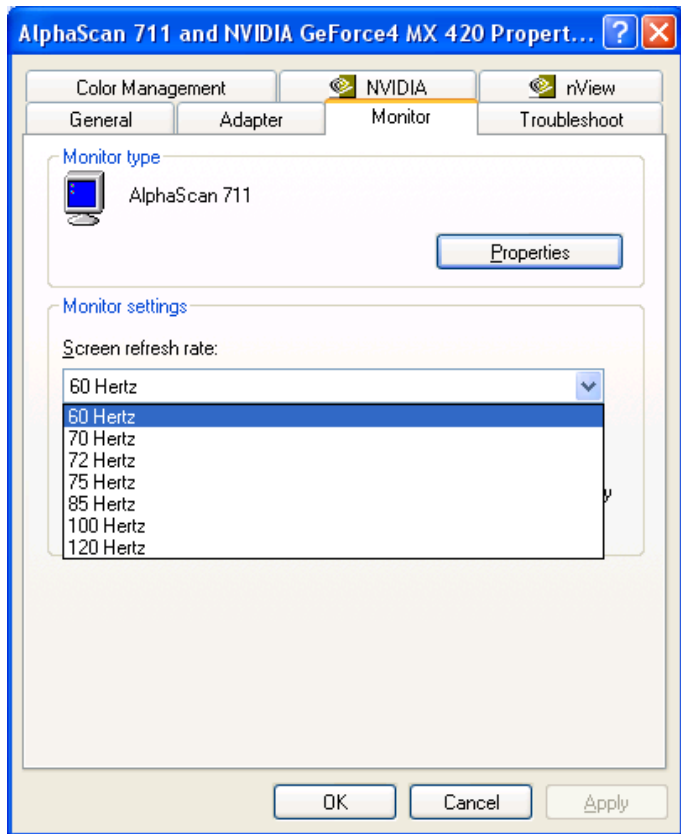 AlphaScan 711 and NVIDIA GeForce4 MX 420 Propert...
Color Management NVIDIA nView
General Adapter Monitor Troubleshoot
Monitor type
AlphaScan 711
Properties
Monitor settings
Screen refresh rate:
60 Hertz
60 Hertz
70 Hertz
72 Hertz
75 Hertz
85 Hertz
100 Hertz
120 Hertz
OK Cancel Apply